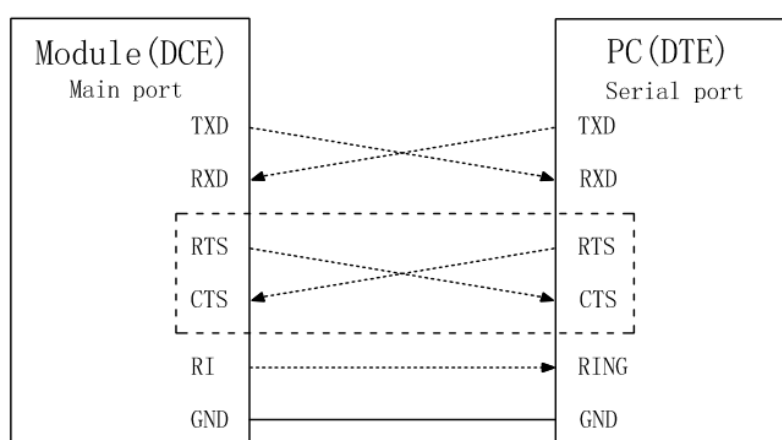 Module(DCE)
Main port
TXD
RXD
RTS
CTS
RI
GND
PC(DTE)
Serial port
TXD
RXD
RTS
CTS
RING
GND